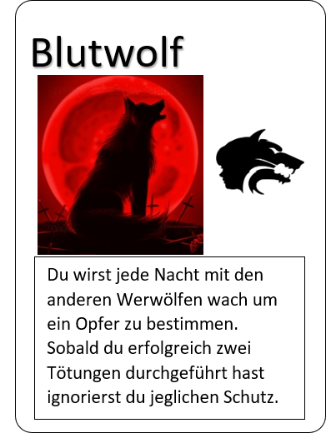 Blutwolf
Du wirst jede Nacht mit den
anderen Werwölfen wach um
ein Opfer zu bestimmen.
Sobald du erfolgreich zwei
Tötungen durchgeführt hast
ignorierst du jeglichen Schutz.